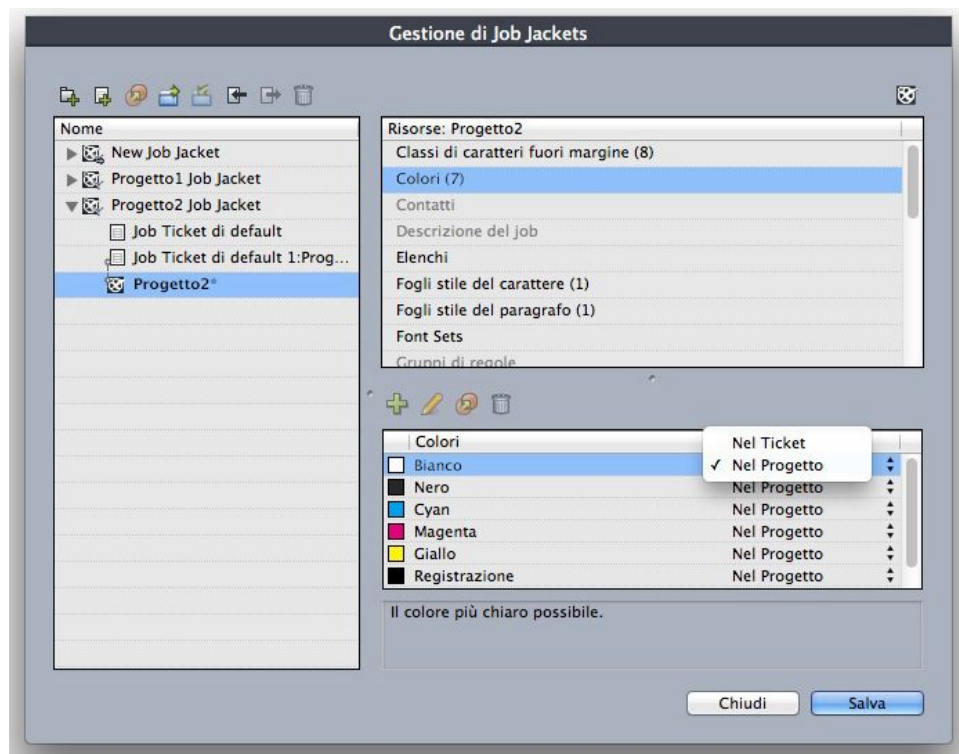 Gestione di Job Jackets
Nome
New Job Jacket
Progetto1 Job Jacket
Progetto2 Job Jacket
Job Ticket di default
Job Ticket di default 1:Prog...
Progetto2*
Risorse: Progetto2
Classi di caratteri fuori margine (8)
Colori (7)
Contatti
Descrizione del job
Elenchi
Fogli stile del carattere (1)
Fogli stile del paragrafo (1)
Font Sets
Gruppi di regole
Colori
Nel Ticket
Bianco ✓ Nel Progetto
Nero Nel Progetto
Cyan Nel Progetto
Magenta Nel Progetto
Giallo Nel Progetto
Registrazione Nel Progetto
Il colore più chiaro possibile.
Chiudi Salva